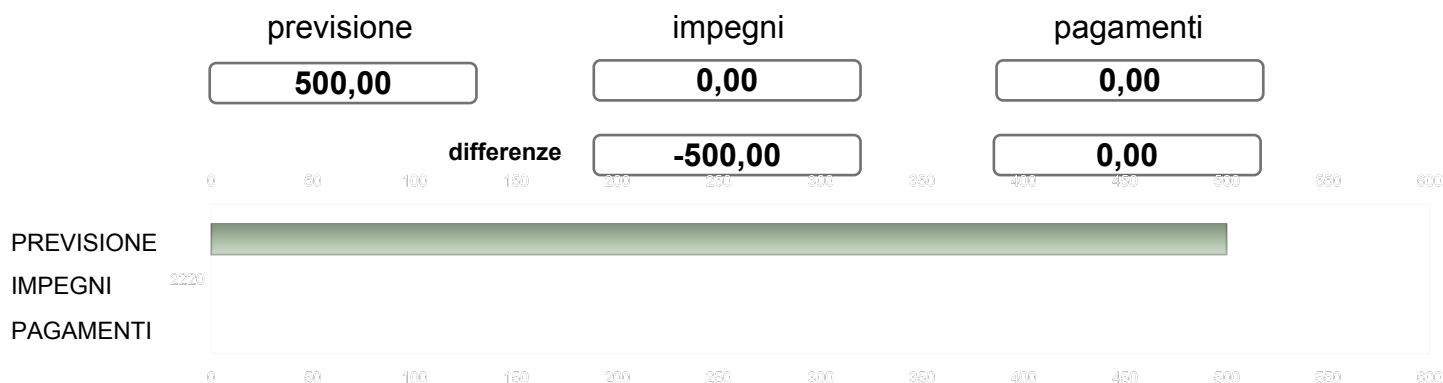 previsione impegni pagamenti
500,00 0,00 0,00
differenze -500,00 0,00
0 50 100 150 200 250 300 350 400 450 500 550 600
PREVISIONE
2220
IMPEGNI
PAGAMENTI
0 50 100 150 200 250 300 350 400 450 500 550 600